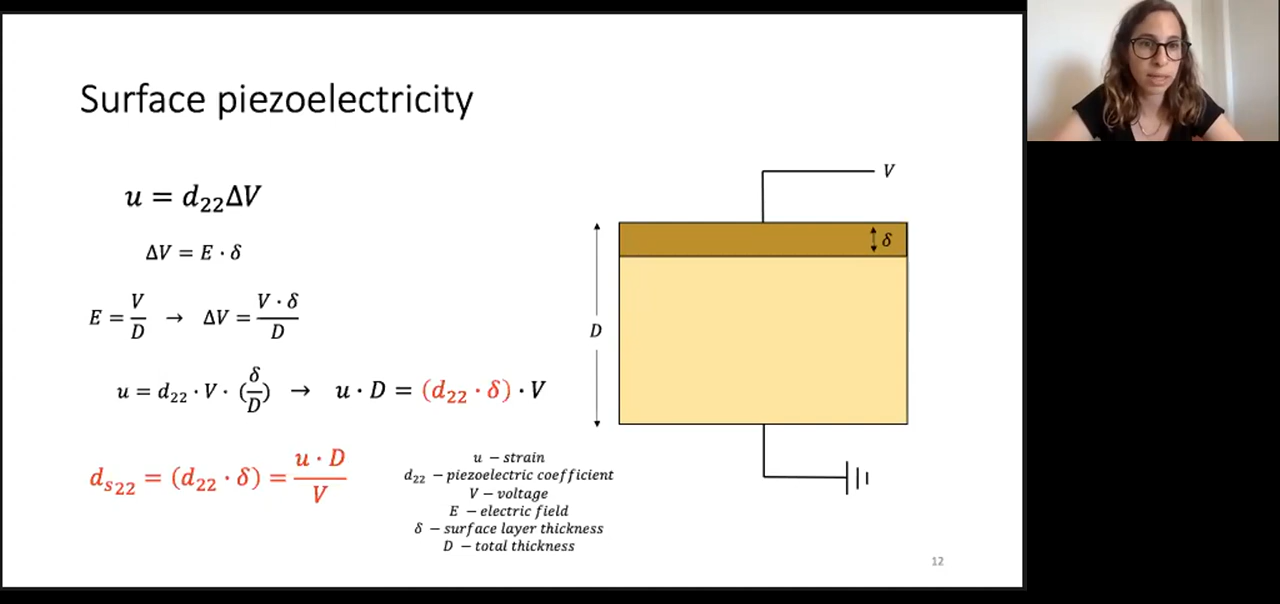 Surface piezoelectricity
u = d₂₂ΔV
ΔV = E · δ
E = V/D → ΔV = V · δ/D
u = d₂₂ · V · (δ/D) → u · D = (d₂₂ · δ) · V
dₛ₂₂ = (d₂₂ · δ) = u · D/V
u − strain
d₂₂ − piezoelectric coefficient
V − voltage
E − electric field
δ − surface layer thickness
D − total thickness
V
δ
D
12